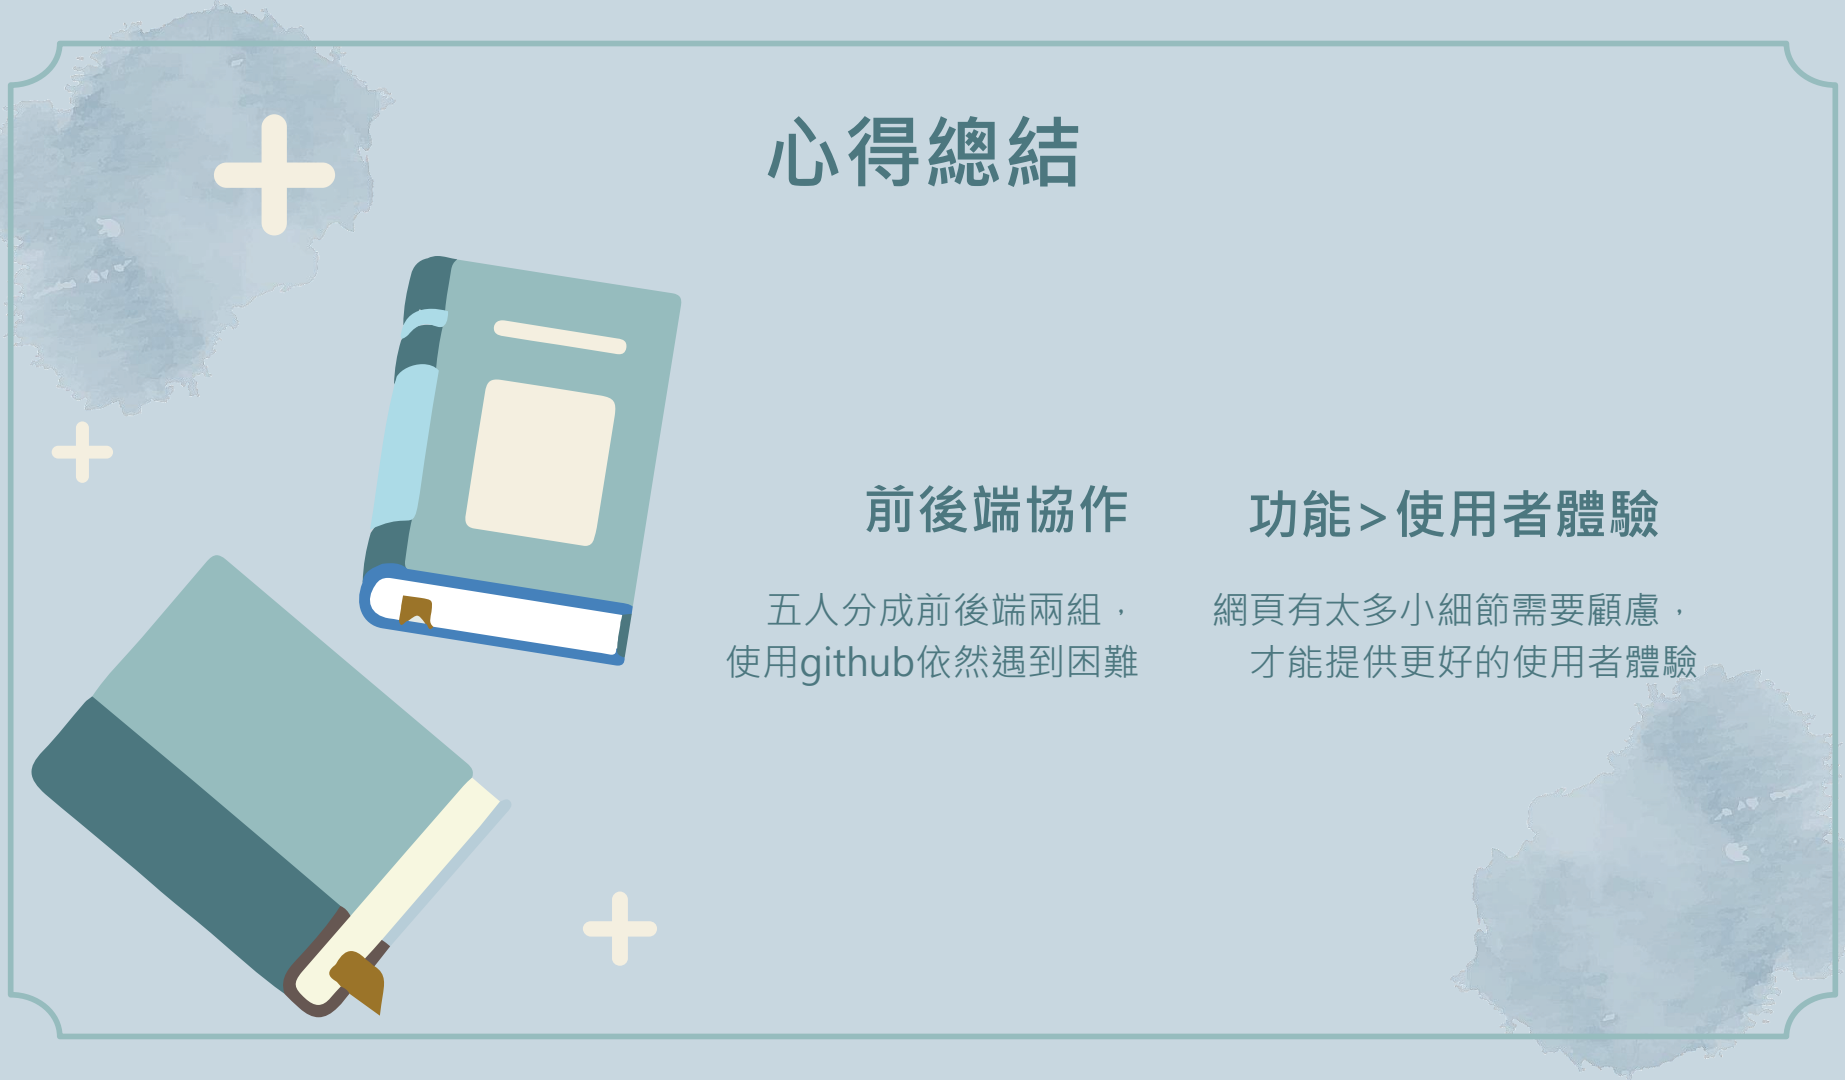 心得總結
前後端協作
五人分成前後端兩組，
使用github依然遇到困難
功能>使用者體驗
網頁有太多小細節需要顧慮，
才能提供更好的使用者體驗